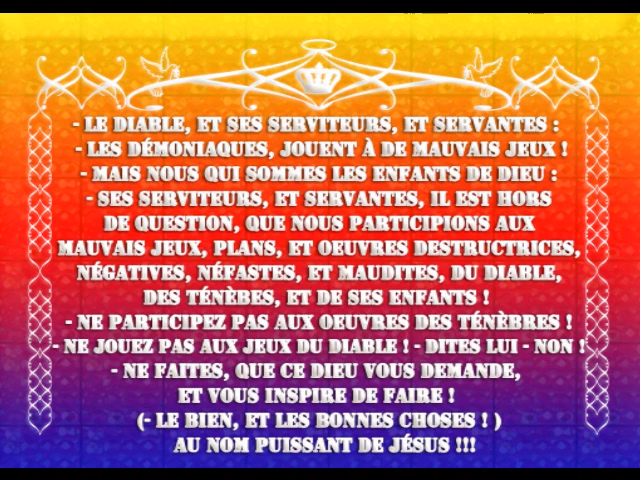 - LE DIABLE, ET SES SERVITEURS, ET SERVANTES :
- LES DÉMONIAQUES, JOUENT À DE MAUVAIS JEUX !
- MAIS NOUS QUI SOMMES LES ENFANTS DE DIEU :
- SES SERVITEURS, ET SERVANTES, IL EST HORS
DE QUESTION, QUE NOUS PARTICIPIONS AUX
MAUVAIS JEUX, PLANS, ET OEUVRES DESTRUCTRICES,
NÉGATIVES, NÉFASTES, ET MAUDITES, DU DIABLE,
DES TÉNÈBES, ET DE SES ENFANTS !
- NE PARTICIPEZ PAS AUX OEUVRES DES TÉNÈBRES !
- NE JOUEZ PAS AUX JEUX DU DIABLE ! - DITES LUI - NON !
- NE FAITES, QUE CE DIEU VOUS DEMANDE,
ET VOUS INSPIRE DE FAIRE !
(- LE BIEN, ET LES BONNES CHOSES ! )
AU NOM PUISSANT DE JÉSUS !!!